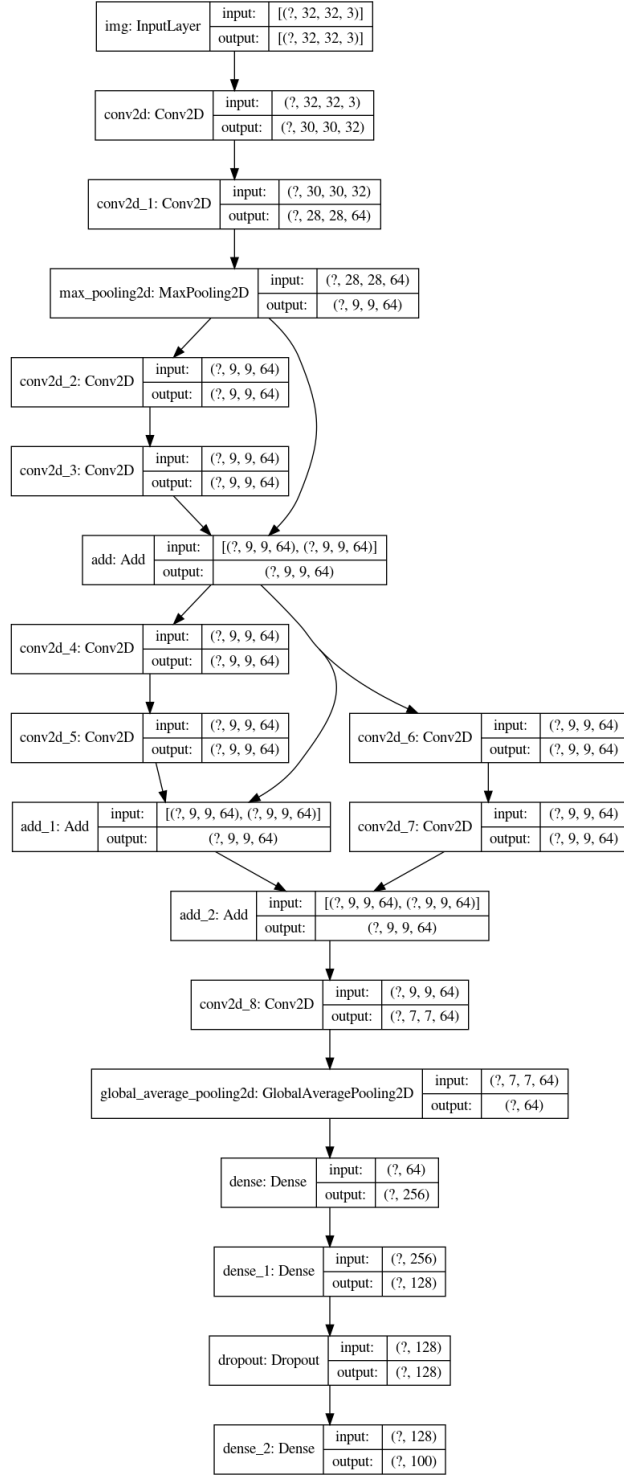 img: InputLayer input: [(?, 32, 32, 3)]
output: [(?, 32, 32, 3)]
conv2d: Conv2D input: (?, 32, 32, 3)
output: (?, 30, 30, 32)
conv2d_1: Conv2D input: (?, 30, 30, 32)
output: (?, 28, 28, 64)
max_pooling2d: MaxPooling2D input: (?, 28, 28, 64)
output: (?, 9, 9, 64)
conv2d_2: Conv2D input: (?, 9, 9, 64)
output: (?, 9, 9, 64)
conv2d_3: Conv2D input: (?, 9, 9, 64)
output: (?, 9, 9, 64)
add: Add input: [(?, 9, 9, 64), (?, 9, 9, 64)]
output: (?, 9, 9, 64)
conv2d_4: Conv2D input: (?, 9, 9, 64)
output: (?, 9, 9, 64)
conv2d_5: Conv2D input: (?, 9, 9, 64)
output: (?, 9, 9, 64)
conv2d_6: Conv2D input: (?, 9, 9, 64)
output: (?, 9, 9, 64)
add_1: Add input: [(?, 9, 9, 64), (?, 9, 9, 64)]
output: (?, 9, 9, 64)
conv2d_7: Conv2D input: (?, 9, 9, 64)
output: (?, 9, 9, 64)
add_2: Add input: [(?, 9, 9, 64), (?, 9, 9, 64)]
output: (?, 9, 9, 64)
conv2d_8: Conv2D input: (?, 9, 9, 64)
output: (?, 7, 7, 64)
global_average_pooling2d: GlobalAveragePooling2D input: (?, 7, 7, 64)
output: (?, 64)
dense: Dense input: (?, 64)
output: (?, 256)
dense_1: Dense input: (?, 256)
output: (?, 128)
dropout: Dropout input: (?, 128)
output: (?, 128)
dense_2: Dense input: (?, 128)
output: (?, 100)